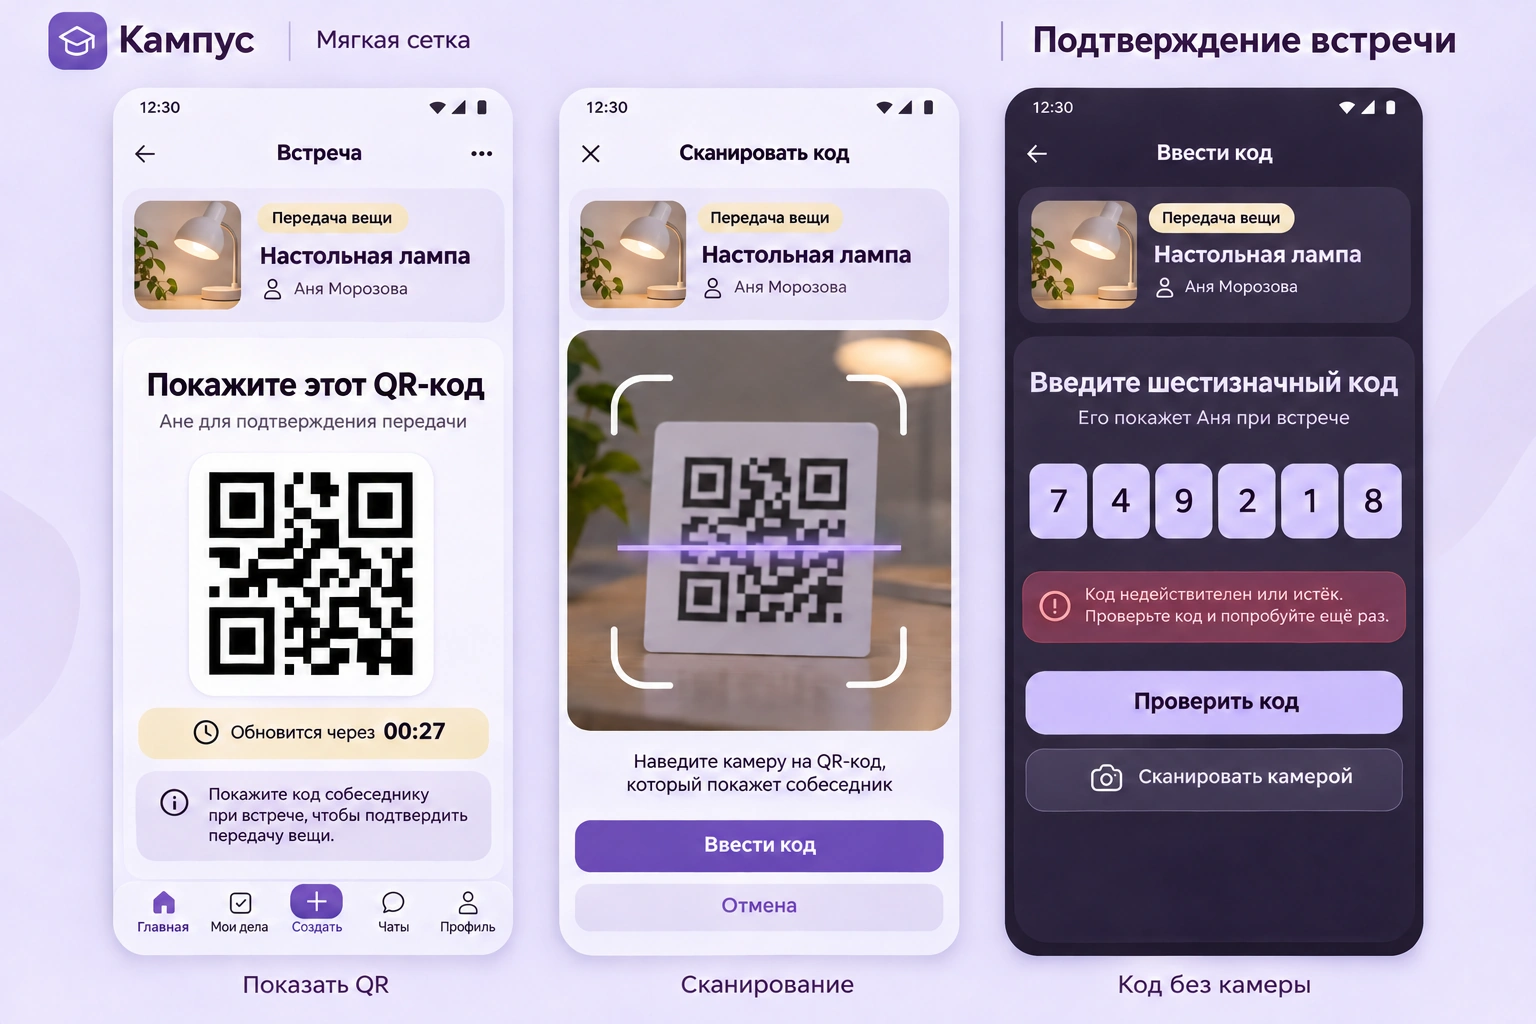 Кампус
Мягкая сетка
Подтверждение встречи
12:30
Встреча
Передача вещи
Настольная лампа
Аня Морозова
Покажите этот QR-код
Ане для подтверждения передачи
Обновится через 00:27
Покажите код собеседнику
при встрече, чтобы подтвердить
передачу вещи.
Главная
Мои дела
Создать
Чаты
Профиль
Показать QR
12:30
Сканировать код
Передача вещи
Настольная лампа
Аня Морозова
Наведите камеру на QR-код,
который покажет собеседник
Ввести код
Отмена
Сканирование
12:30
Ввести код
Передача вещи
Настольная лампа
Аня Морозова
Введите шестизначный код
Его покажет Аня при встрече
7 4 9 2 1 8
Код недействителен или истёк.
Проверьте код и попробуйте ещё раз.
Проверить код
Сканировать камерой
Код без камеры